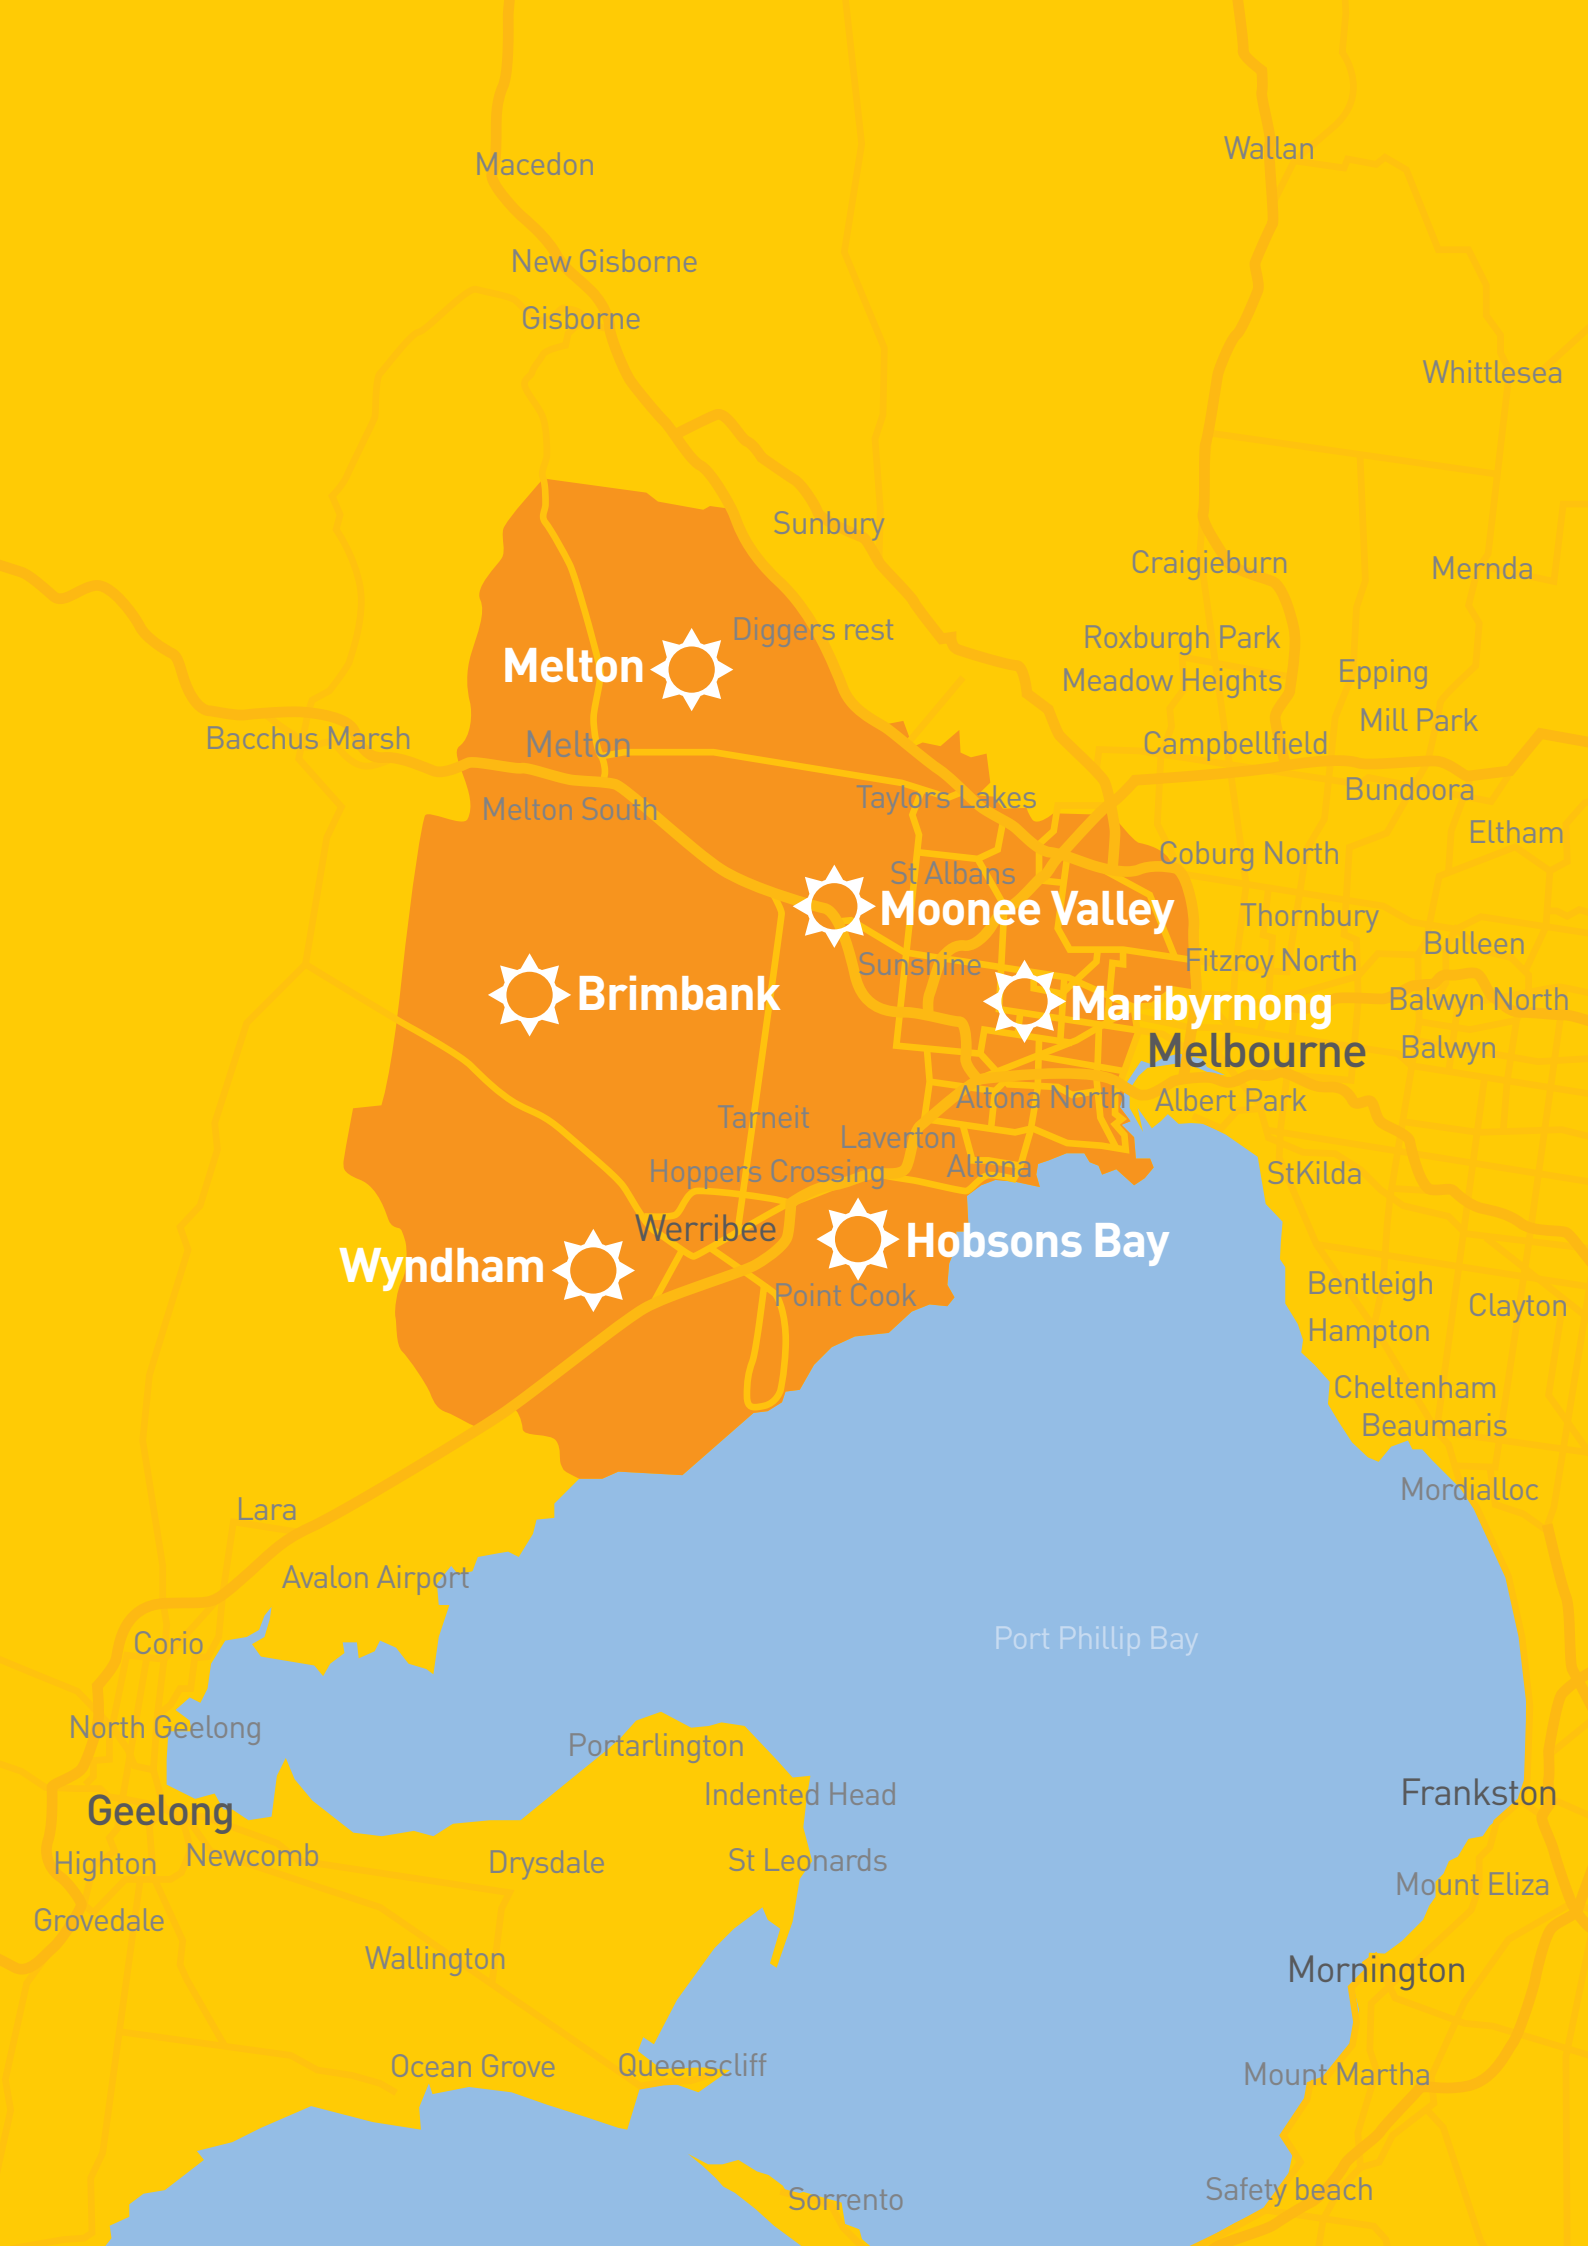 Wallan
Macedon
New Gisborne
Gisborne
Whittlesea
Sunbury
Craigieburn
Mernda
Diggers rest
Roxburgh Park
Melton
Meadow Heights
Epping
Mill Park
Bacchus Marsh
Melton
Campbellfield
Bundoora
Taylors Lakes
Melton South
Eltham
Coburg North
St Albans
Moonee Valley
Thornbury
Bulleen
Sunshine
Fitzroy North
Brimbank
Maribyrnong
Balwyn North
Melbourne
Balwyn
Altona North
Albert Park
Tarneit
Laverton
Altona
Hoppers Crossing
StKilda
Werribee
Hobsons Bay
Wyndham
Point Cook
Bentleigh
Clayton
Hampton
Cheltenham
Beaumaris
Mordialloc
Lara
Avalon Airport
Corio
Port Phillip Bay
North Geelong
Portarlington
Indented Head
Frankston
Geelong
Newcomb
Highton
Drysdale
St Leonards
Mount Eliza
Grovedale
Wallington
Mornington
Ocean Grove
Queenscliff
Mount Martha
Safety beach
Sorrento